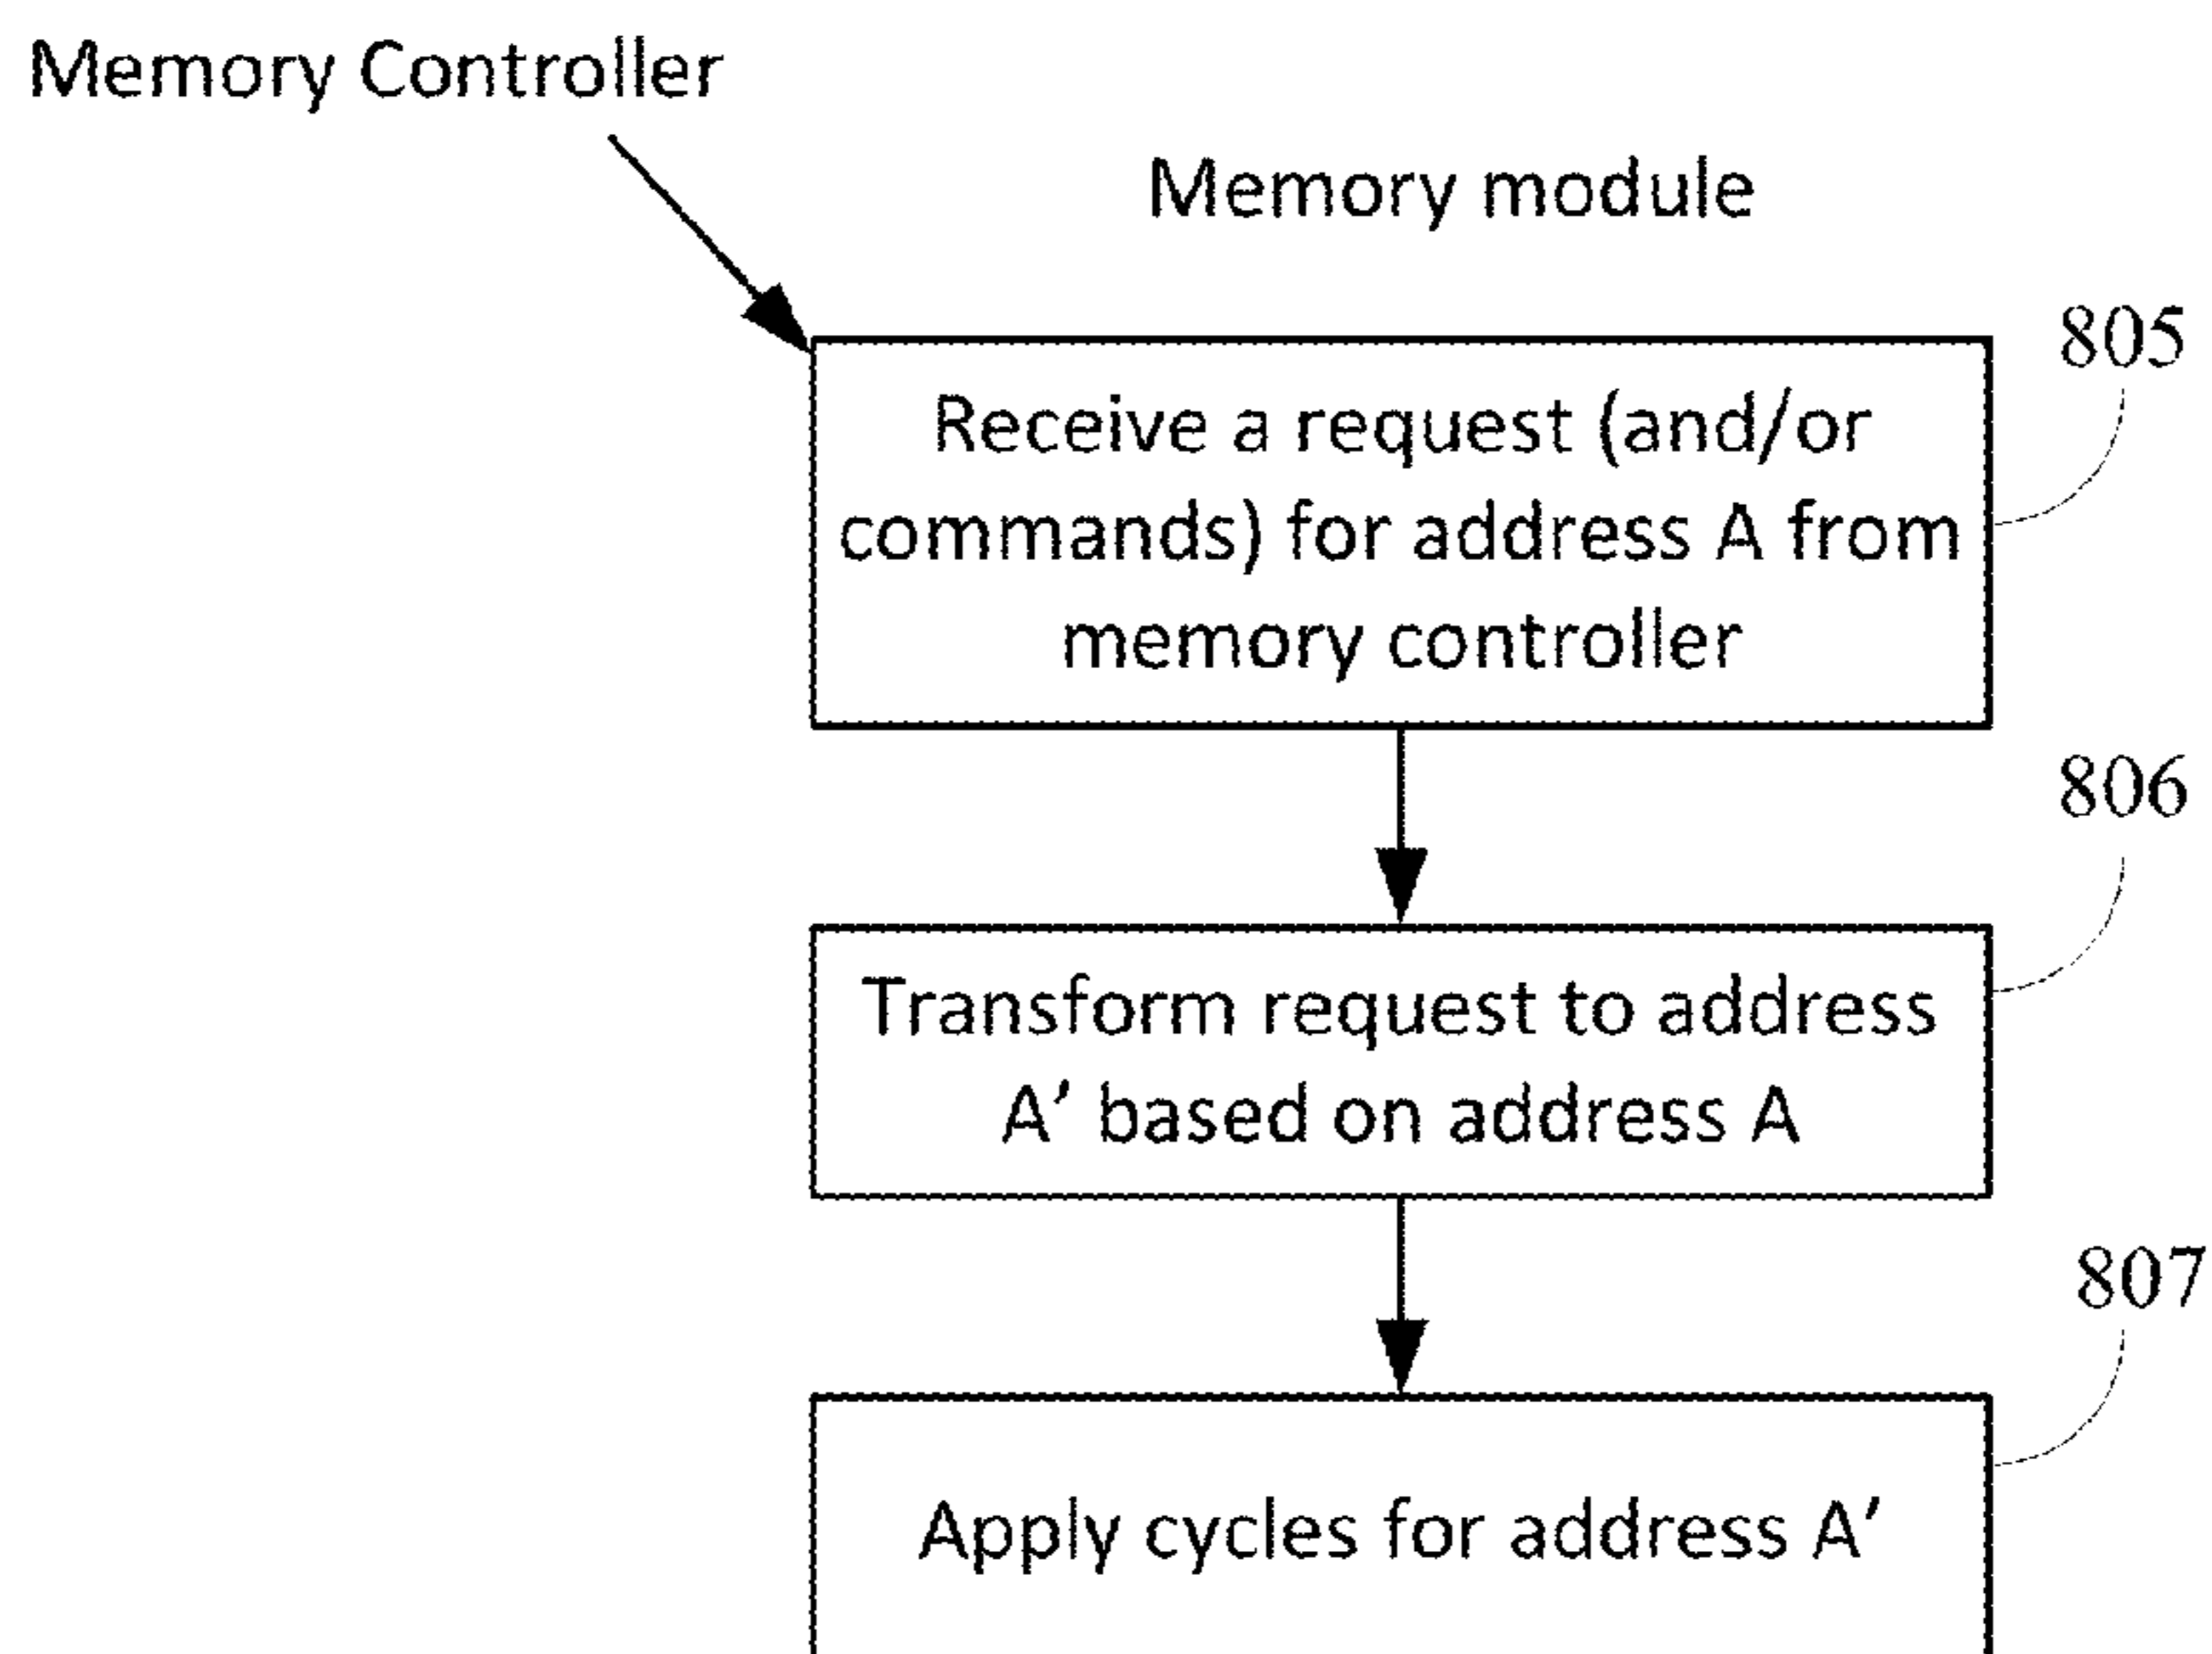 Memory Controller
Memory module
805
Receive a request (and/or
commands) for address A from
memory controller
806
Transform request to address
A' based on address A
807
Apply cycles for address A'